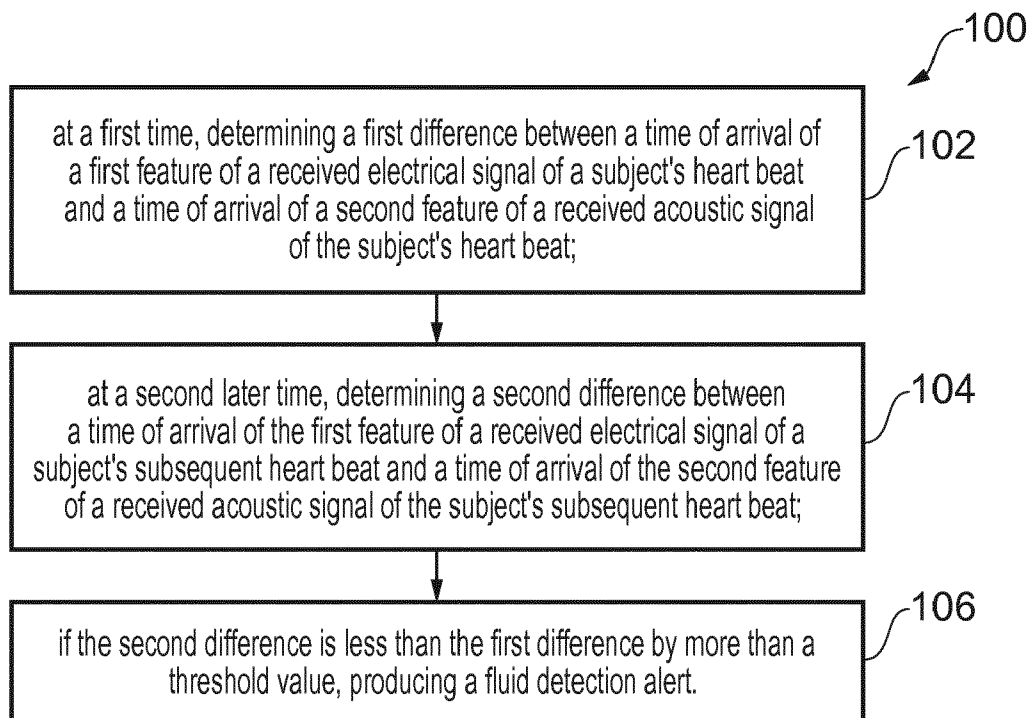 100
at a first time, determining a first difference between a time of arrival of
a first feature of a received electrical signal of a subject's heart beat
and a time of arrival of a second feature of a received acoustic signal
of the subject's heart beat;
102
at a second later time, determining a second difference between
a time of arrival of the first feature of a received electrical signal of a
subject's subsequent heart beat and a time of arrival of the second feature
of a received acoustic signal of the subject's subsequent heart beat;
104
if the second difference is less than the first difference by more than a
threshold value, producing a fluid detection alert.
106